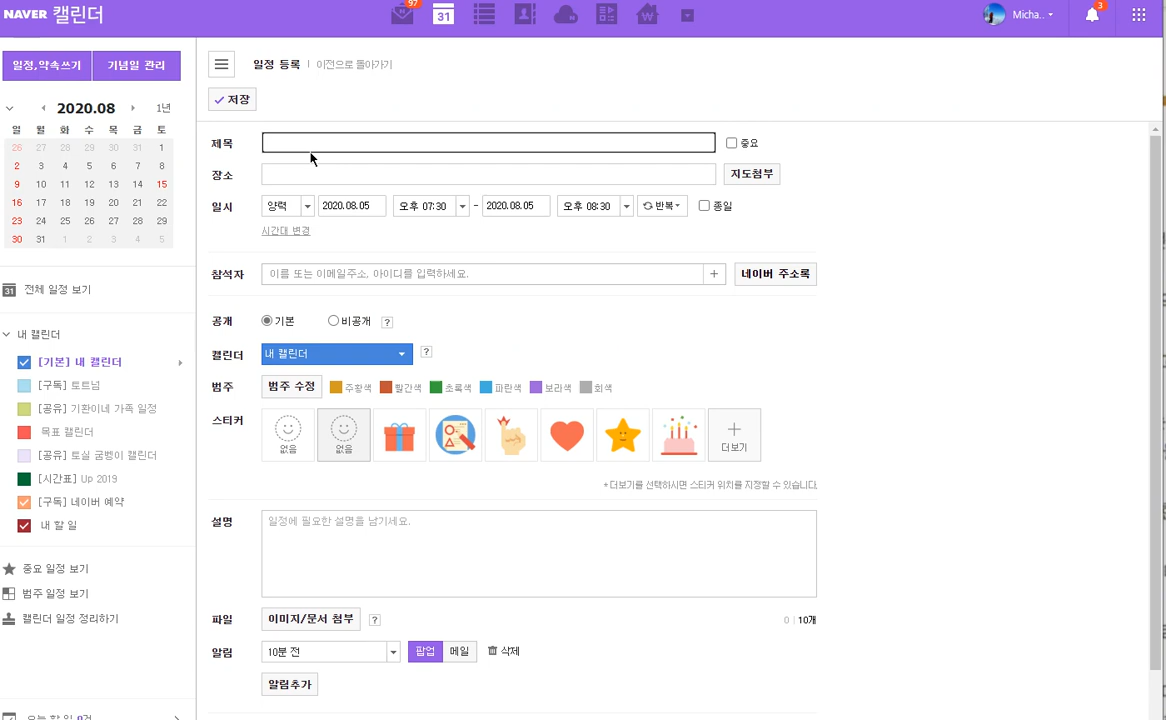 NAVER 캘린더
97
31
Micha..
3
일정,약속쓰기
기념일 관리
2020.08
1년
일 월 화 수 목 금 토
26 27 28 29 30 31 1
2 3 4 5 6 7 8
9 10 11 12 13 14 15
16 17 18 19 20 21 22
23 24 25 26 27 28 29
30 31 1 2 3 4 5
31 전체 일정 보기
내 캘린더
[기본] 내 캘린더
[구독] 토트넘
[공유] 기환이네 가족 일정
목표 캘린더
[공유] 토실 굼벵이 캘린더
[시간표] Up 2019
[구독] 네이버 예약
내 할 일
중요 일정 보기
범주 일정 보기
캘린더 일정 정리하기
오늘 할 일 0건
일정 등록 | 이전으로 돌아가기
저장
제목
중요
장소
지도첨부
일시 양력 2020.08.05 오후 07:30 - 2020.08.05 오후 08:30 반복 종일
시간대 변경
참석자 이름 또는 이메일주소, 아이디를 입력하세요. + 네이버 주소록
공개 기본 비공개 ?
캘린더 내 캘린더 ?
범주 범주 수정 주황색 빨간색 초록색 파란색 보라색 회색
스티커 없음 없음 더보기
+더보기를 선택하시면 스티커 위치를 지정할 수 있습니다.
설명 일정에 필요한 설명을 남기세요.
파일 이미지/문서 첨부 ? 0 | 10개
알림 10분 전 팝업 메일 삭제
알림추가